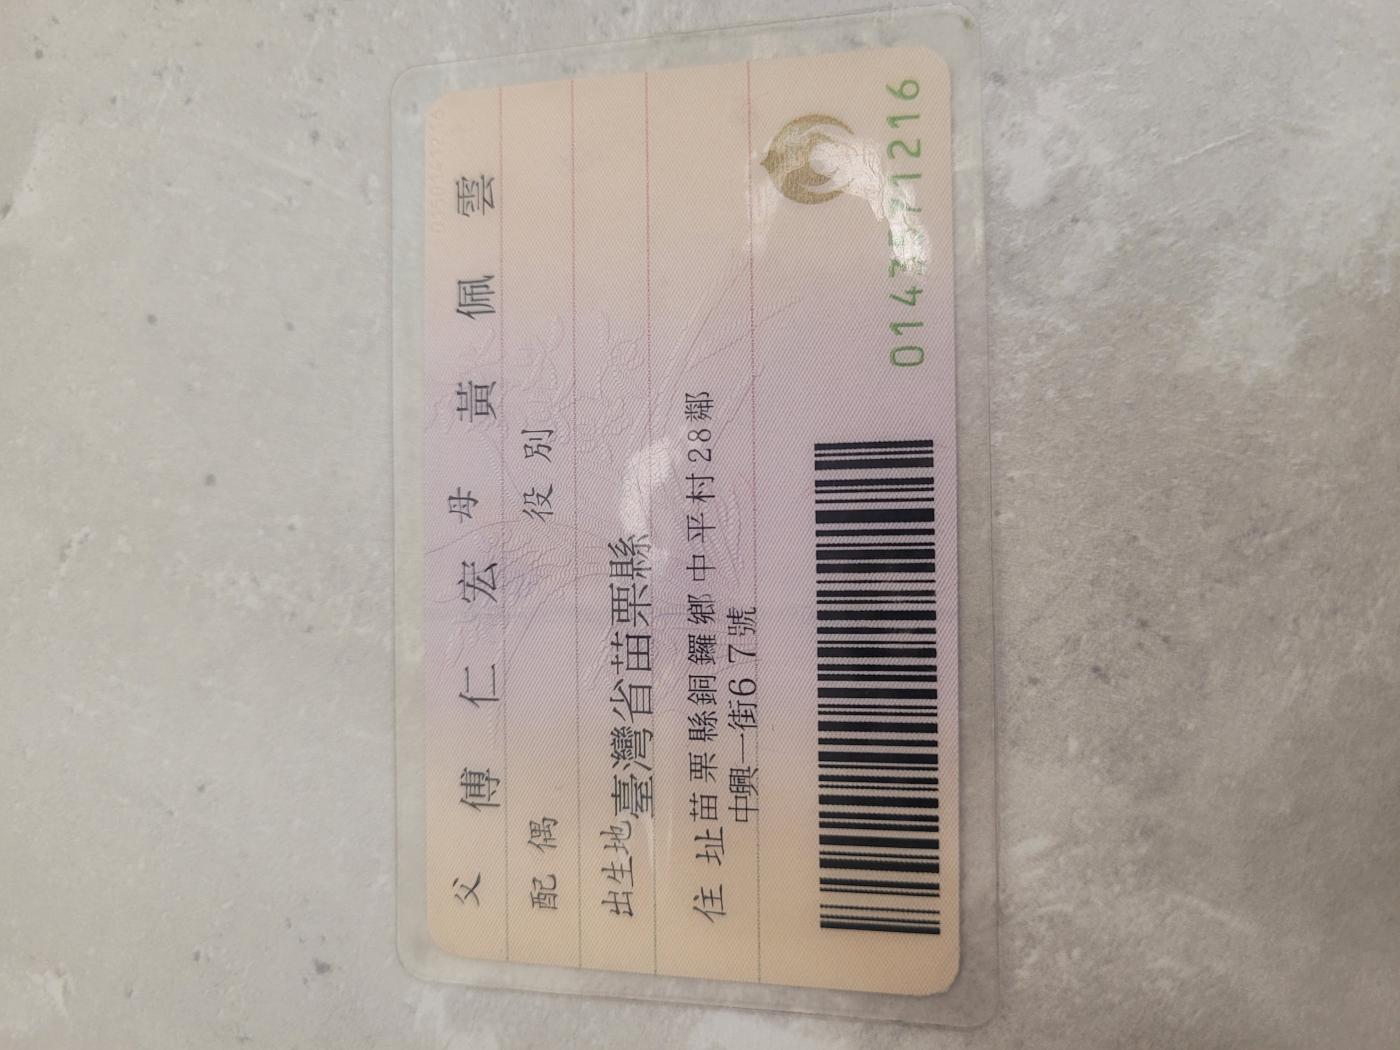 父 傅仁宏 母 黃佩雲
配偶 役別
出生地 臺灣省苗栗縣
住址 苗栗縣銅鑼鄉中平村28鄰
中興一街67號